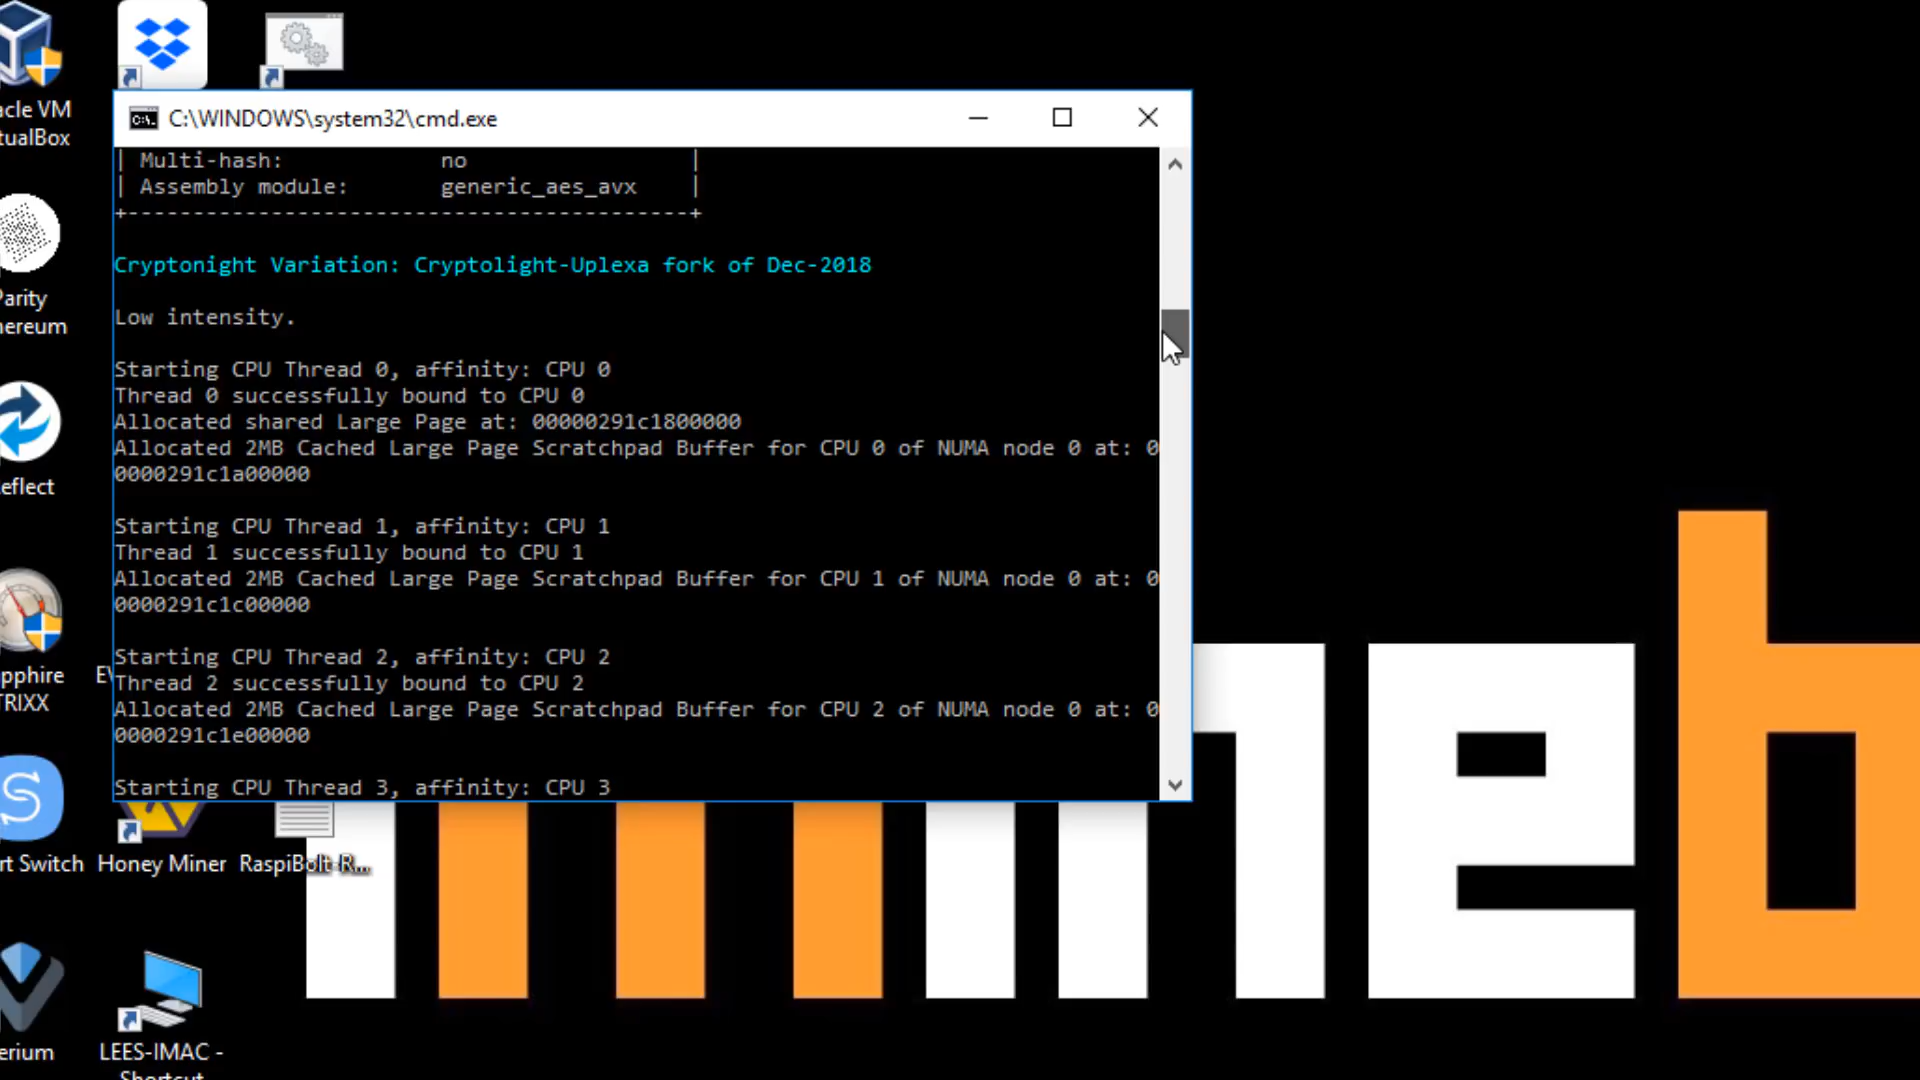 acle VM
tualBox
Parity
hereum
eflect
pphire
TRIXX
rt Switch
erium
Honey Miner
RaspiBolt-R...
LEES-IMAC -
Shortcut
C:\WINDOWS\system32\cmd.exe
| Multi-hash: no |
| Assembly module: generic_aes_avx |
+-------------------------------------------+
Cryptonight Variation: Cryptolight-Uplexa fork of Dec-2018
Low intensity.
Starting CPU Thread 0, affinity: CPU 0
Thread 0 successfully bound to CPU 0
Allocated shared Large Page at: 00000291c1800000
Allocated 2MB Cached Large Page Scratchpad Buffer for CPU 0 of NUMA node 0 at: 0
0000291c1a00000
Starting CPU Thread 1, affinity: CPU 1
Thread 1 successfully bound to CPU 1
Allocated 2MB Cached Large Page Scratchpad Buffer for CPU 1 of NUMA node 0 at: 0
0000291c1c00000
Starting CPU Thread 2, affinity: CPU 2
Thread 2 successfully bound to CPU 2
Allocated 2MB Cached Large Page Scratchpad Buffer for CPU 2 of NUMA node 0 at: 0
0000291c1e00000
Starting CPU Thread 3, affinity: CPU 3
neb